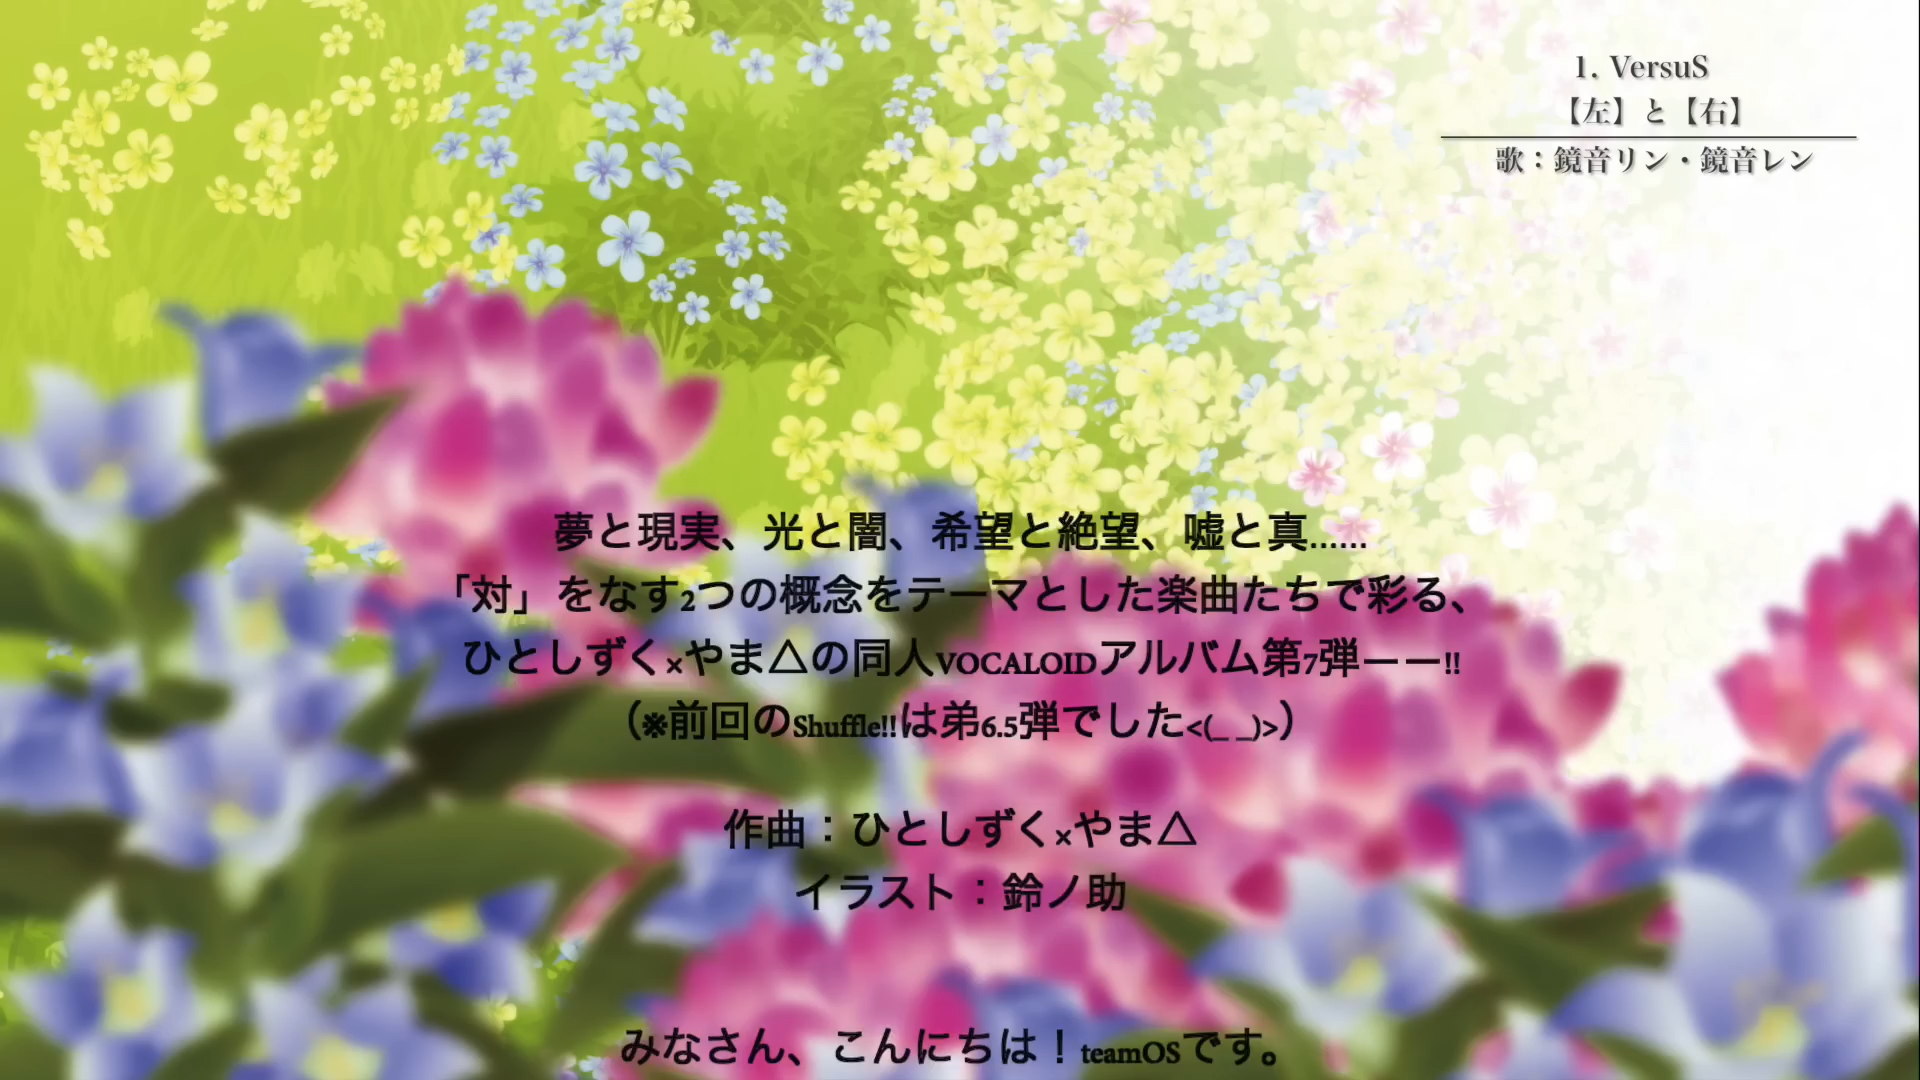 1. VersuS
【左】と【右】
歌：鏡音リン・鏡音レン
夢と現実、光と闇、希望と絶望、嘘と真……
「対」をなす2つの概念をテーマとした楽曲たちで彩る、
ひとしずく×やま△の同人VOCALOIDアルバム第7弾——!!
（※前回のShuffle!!は弟6.5弾でした<(_ _)>）
作曲：ひとしずく×やま△
イラスト：鈴ノ助
みなさん、こんにちは！teamOSです。